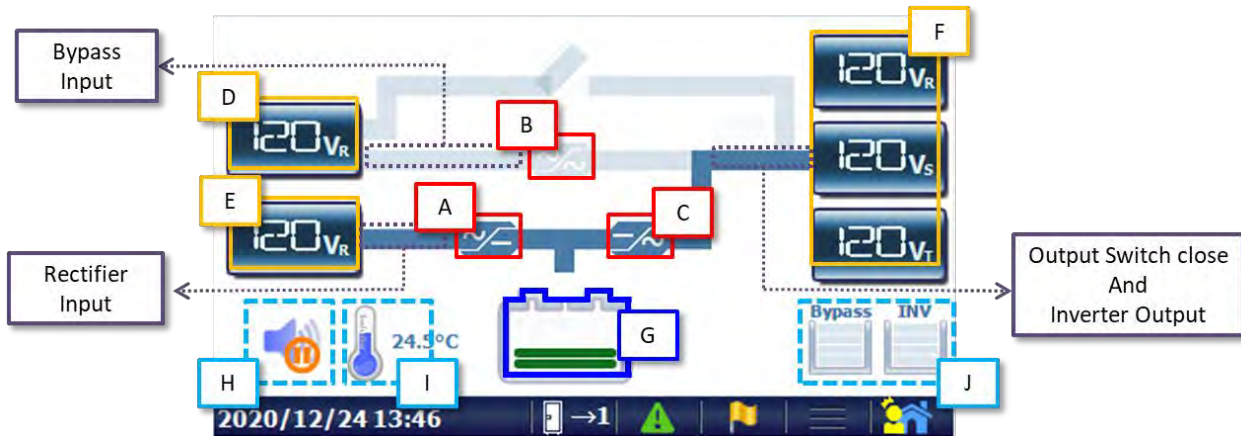 Bypass
Input
D
120VR
B
F
120VR
120VS
120VT
E
120VR
A
C
Rectifier
Input
Output Switch close
And
Inverter Output
H
24.5°C
I
G
Bypass INV
J
2020/12/24 13:46
→1